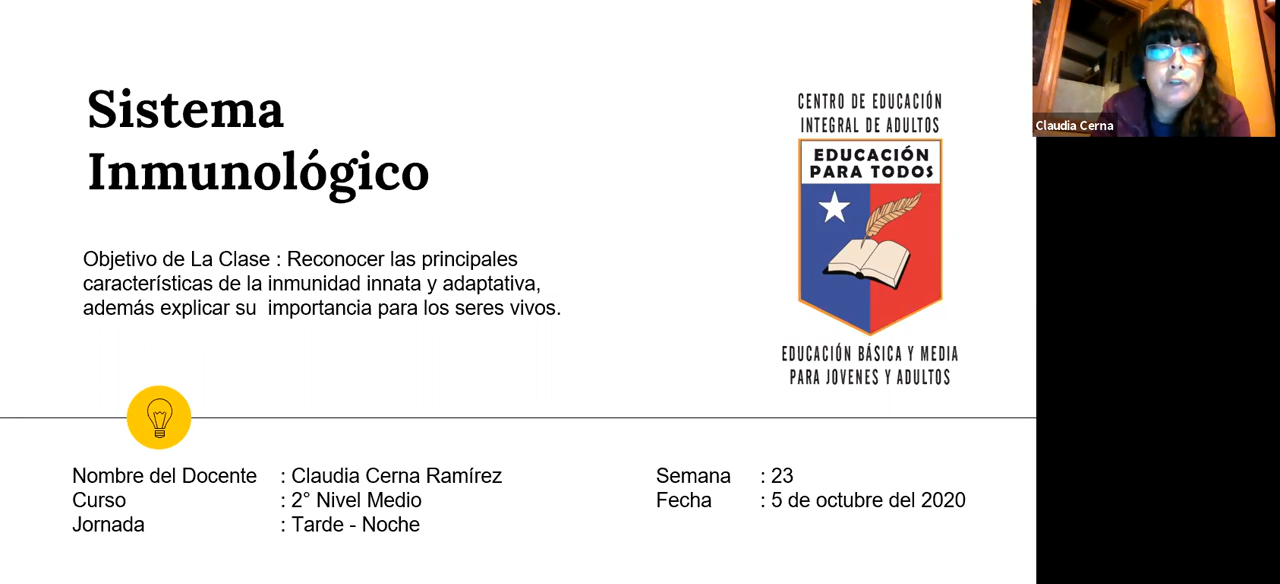 Sistema
Inmunológico
Objetivo de La Clase : Reconocer las principales
características de la inmunidad innata y adaptativa,
además explicar su  importancia para los seres vivos.
CENTRO DE EDUCACIÓN
INTEGRAL DE ADULTOS
EDUCACIÓN
PARA TODOS
EDUCACIÓN BÁSICA Y MEDIA
PARA JOVENES Y ADULTOS
Claudia Cerna
Nombre del Docente : Claudia Cerna Ramírez
Curso : 2° Nivel Medio
Jornada : Tarde - Noche
Semana : 23
Fecha : 5 de octubre del 2020